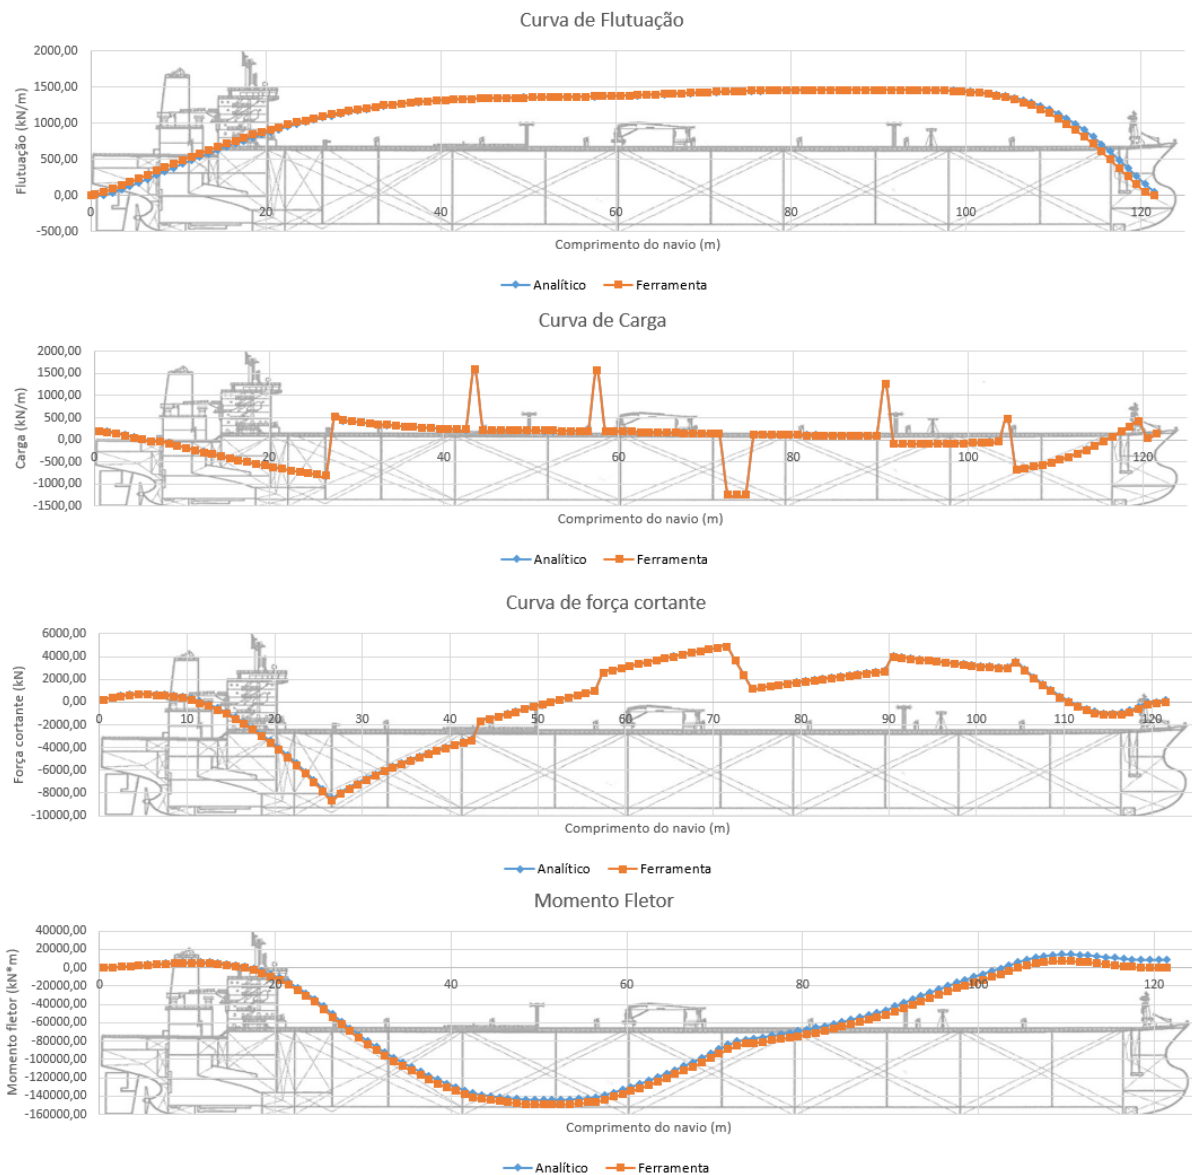 Curva de Flutuação
Flutuação (kN/m)
2000,00
1500,00
1000,00
500,00
0,00
-500,00
0 20 40 60 80 100 120
Comprimento do navio (m)
Analítico Ferramenta
Curva de Carga
Carga (kN/m)
2000,00
1500,00
1000,00
500,00
0,00
-500,00
-1000,00
-1500,00
0 20 40 60 80 100 120
Comprimento do navio (m)
Analítico Ferramenta
Curva de força cortante
Força cortante (kN)
6000,00
4000,00
2000,00
0,00
-2000,00
-4000,00
-6000,00
-8000,00
-10000,00
0 10 20 30 40 50 60 70 80 90 100 110 120
Comprimento do navio (m)
Analítico Ferramenta
Momento Fletor
Momento fletor (kN*m)
40000,00
20000,00
0,00
-20000,00
-40000,00
-60000,00
-80000,00
-100000,00
-120000,00
-140000,00
-160000,00
0 20 40 60 80 100 120
Comprimento do navio (m)
Analítico Ferramenta